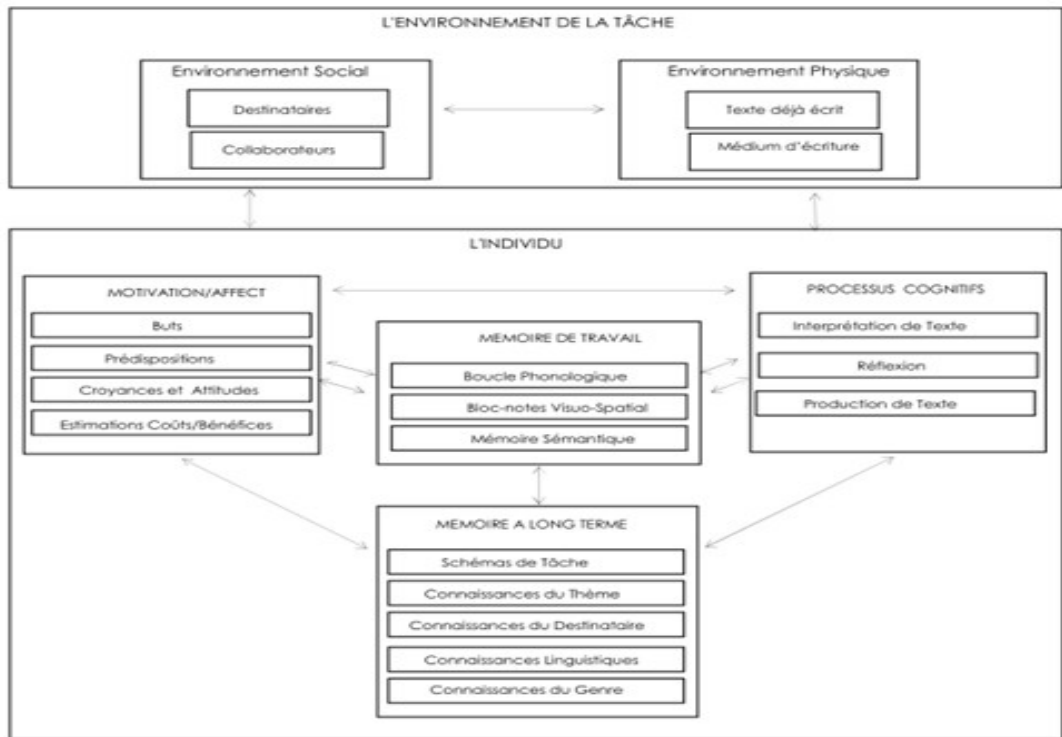 L'ENVIRONNEMENT DE LA TÂCHE
Environnement Social
Destinataires
Collaborateurs
Environnement Physique
Texte déjà écrit
Médium d'écriture
L'INDIVIDU
MOTIVATION/AFFECT
Buts
Prédispositions
Croyances et Attitudes
Estimations Coûts/Bénéfices
MEMOIRE DE TRAVAIL
Boucle Phonologique
Bloc-notes Visuo-Spatial
Mémoire Sémantique
PROCESSUS COGNITIFS
Interprétation de Texte
Réflexion
Production de Texte
MEMOIRE A LONG TERME
Schémas de Tâche
Connaissances du Thème
Connaissances du Destinataire
Connaissances Linguistiques
Connaissances du Genre